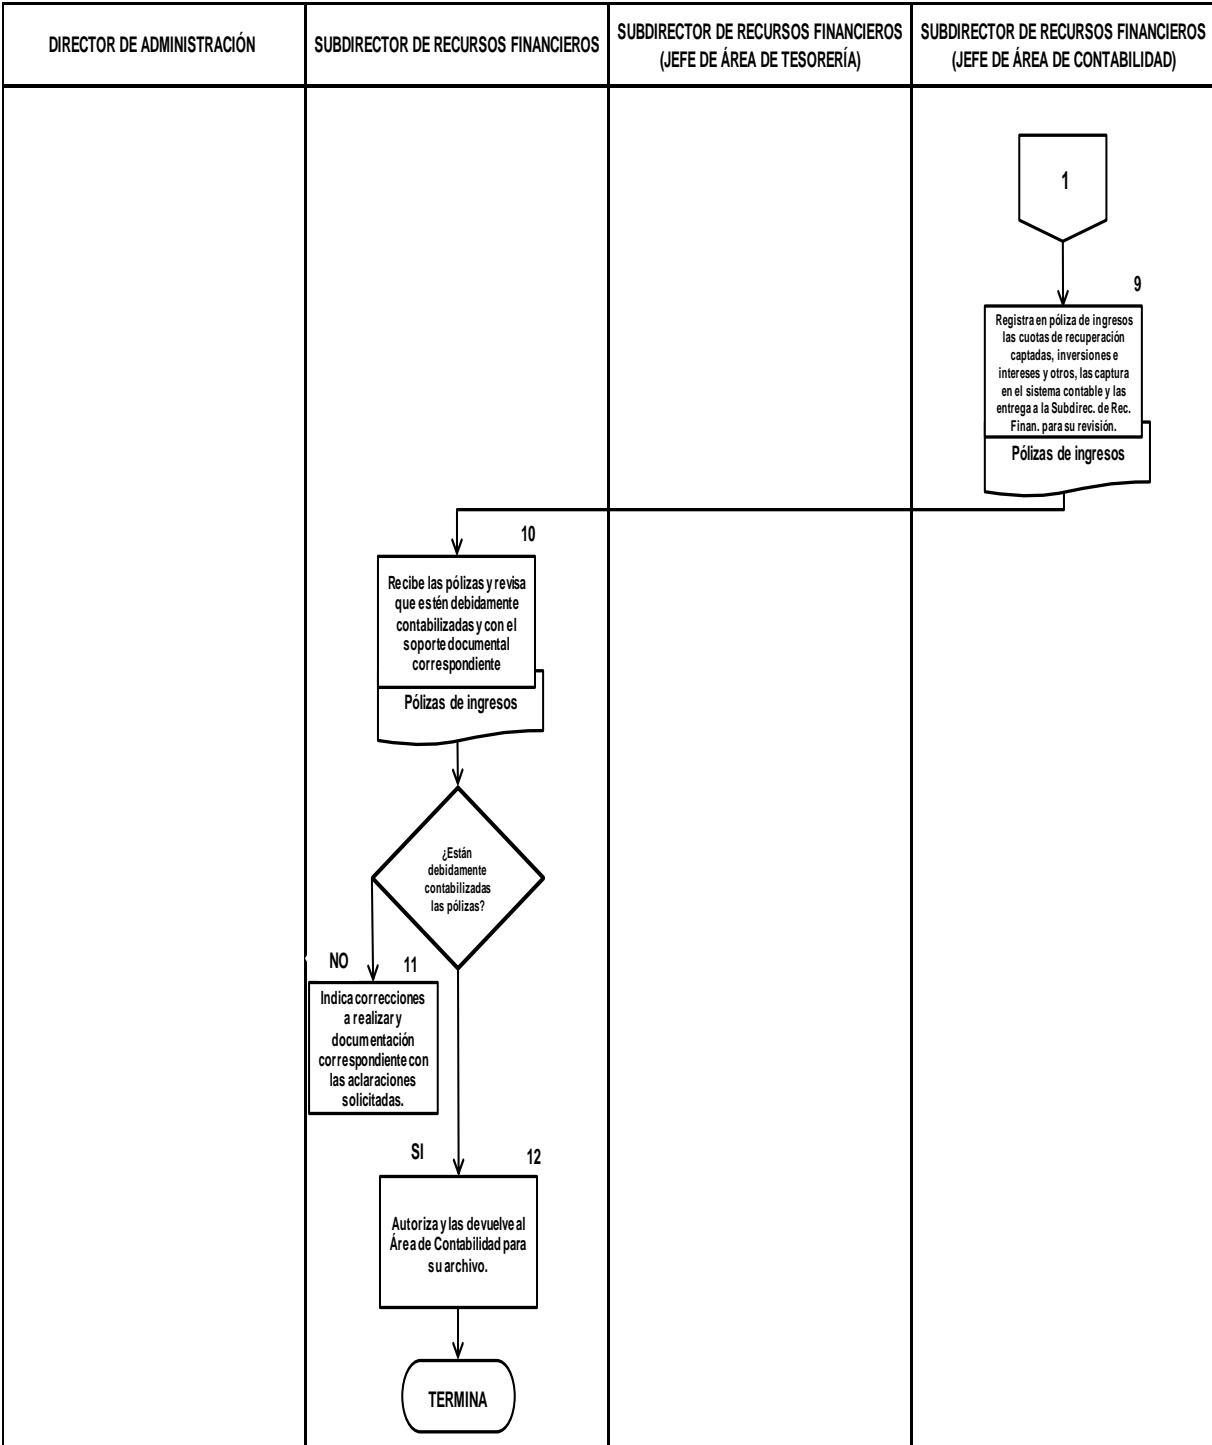 DIRECTOR DE ADMINISTRACIÓN
SUBDIRECTOR DE RECURSOS FINANCIEROS
SUBDIRECTOR DE RECURSOS FINANCIEROS
(JEFE DE ÁREA DE TESORERÍA)
SUBDIRECTOR DE RECURSOS FINANCIEROS
(JEFE DE ÁREA DE CONTABILIDAD)
1
9
Registra en póliza de ingresos
las cuotas de recuperación
captadas, inversiones e
intereses y otros, las captura
en el sistema contable y las
entrega a la Subdirec. de Rec.
Finan. para su revisión.
Pólizas de ingresos
10
Recibe las pólizas y revisa
que estén debidamente
contabilizadas y con el
soporte documental
correspondiente
Pólizas de ingresos
¿Están
debidamente
contabilizadas
las pólizas?
NO
11
Indica correcciones
a realizar y
documentación
correspondiente con
las aclaraciones
solicitadas.
SI
12
Autoriza y las devuelve al
Área de Contabilidad para
su archivo.
TERMINA